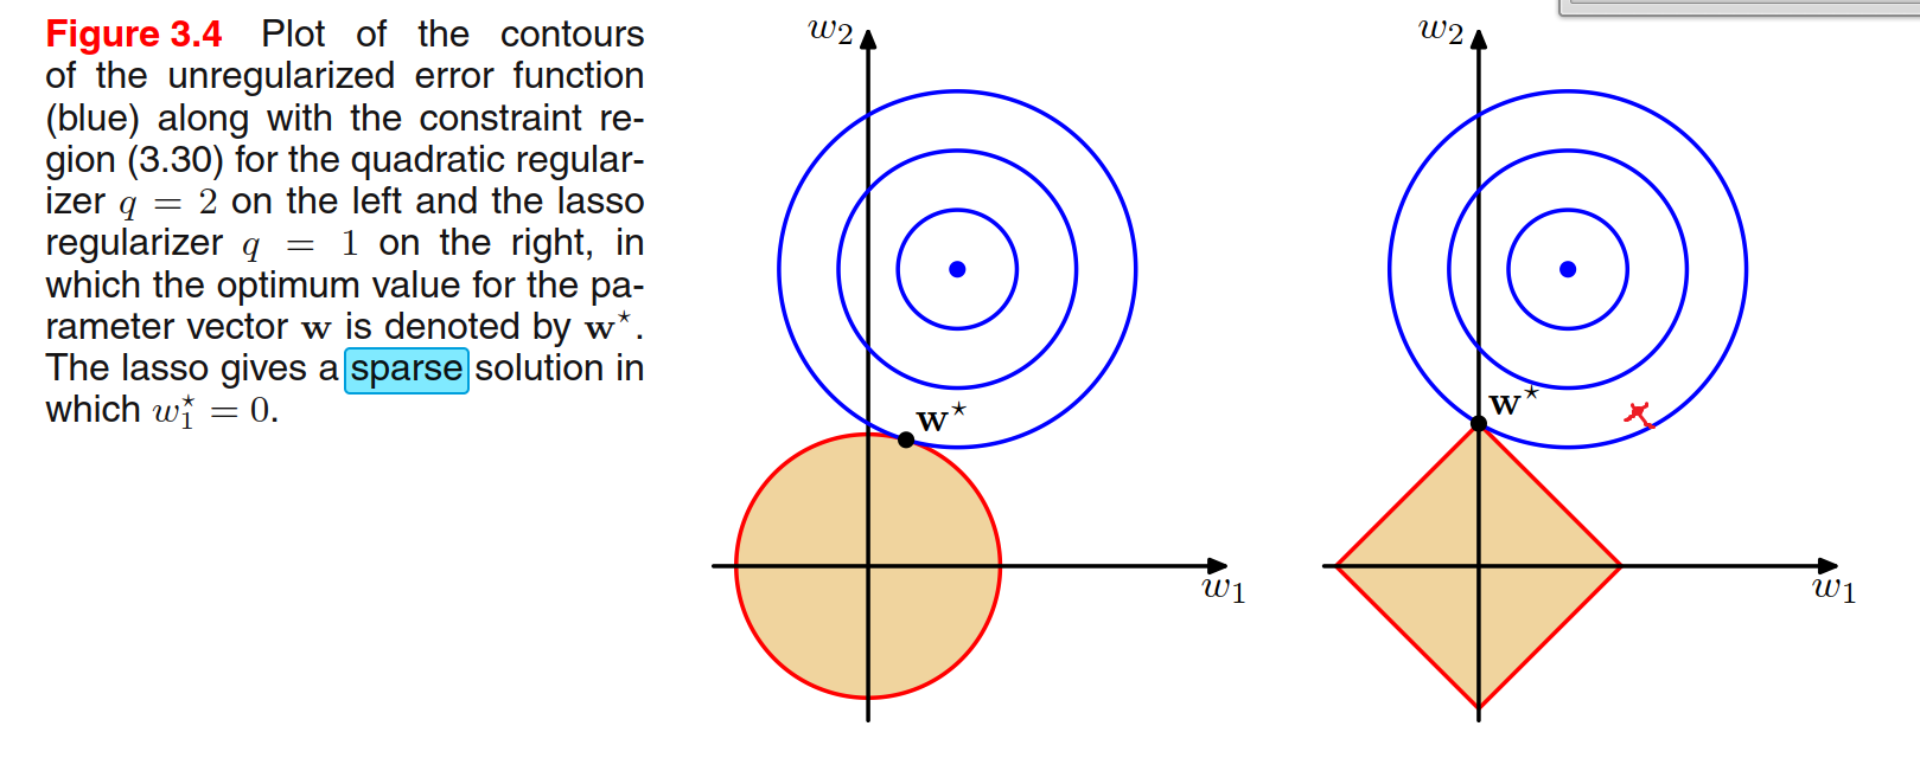 Figure 3.4 Plot of the contours
of the unregularized error function
(blue) along with the constraint re-
gion (3.30) for the quadratic regular-
izer q = 2 on the left and the lasso
regularizer q = 1 on the right, in
which the optimum value for the pa-
rameter vector w is denoted by w⋆.
The lasso gives a sparse solution in
which w₁⋆ = 0.
w2
w⋆
w1
w2
w⋆
w1